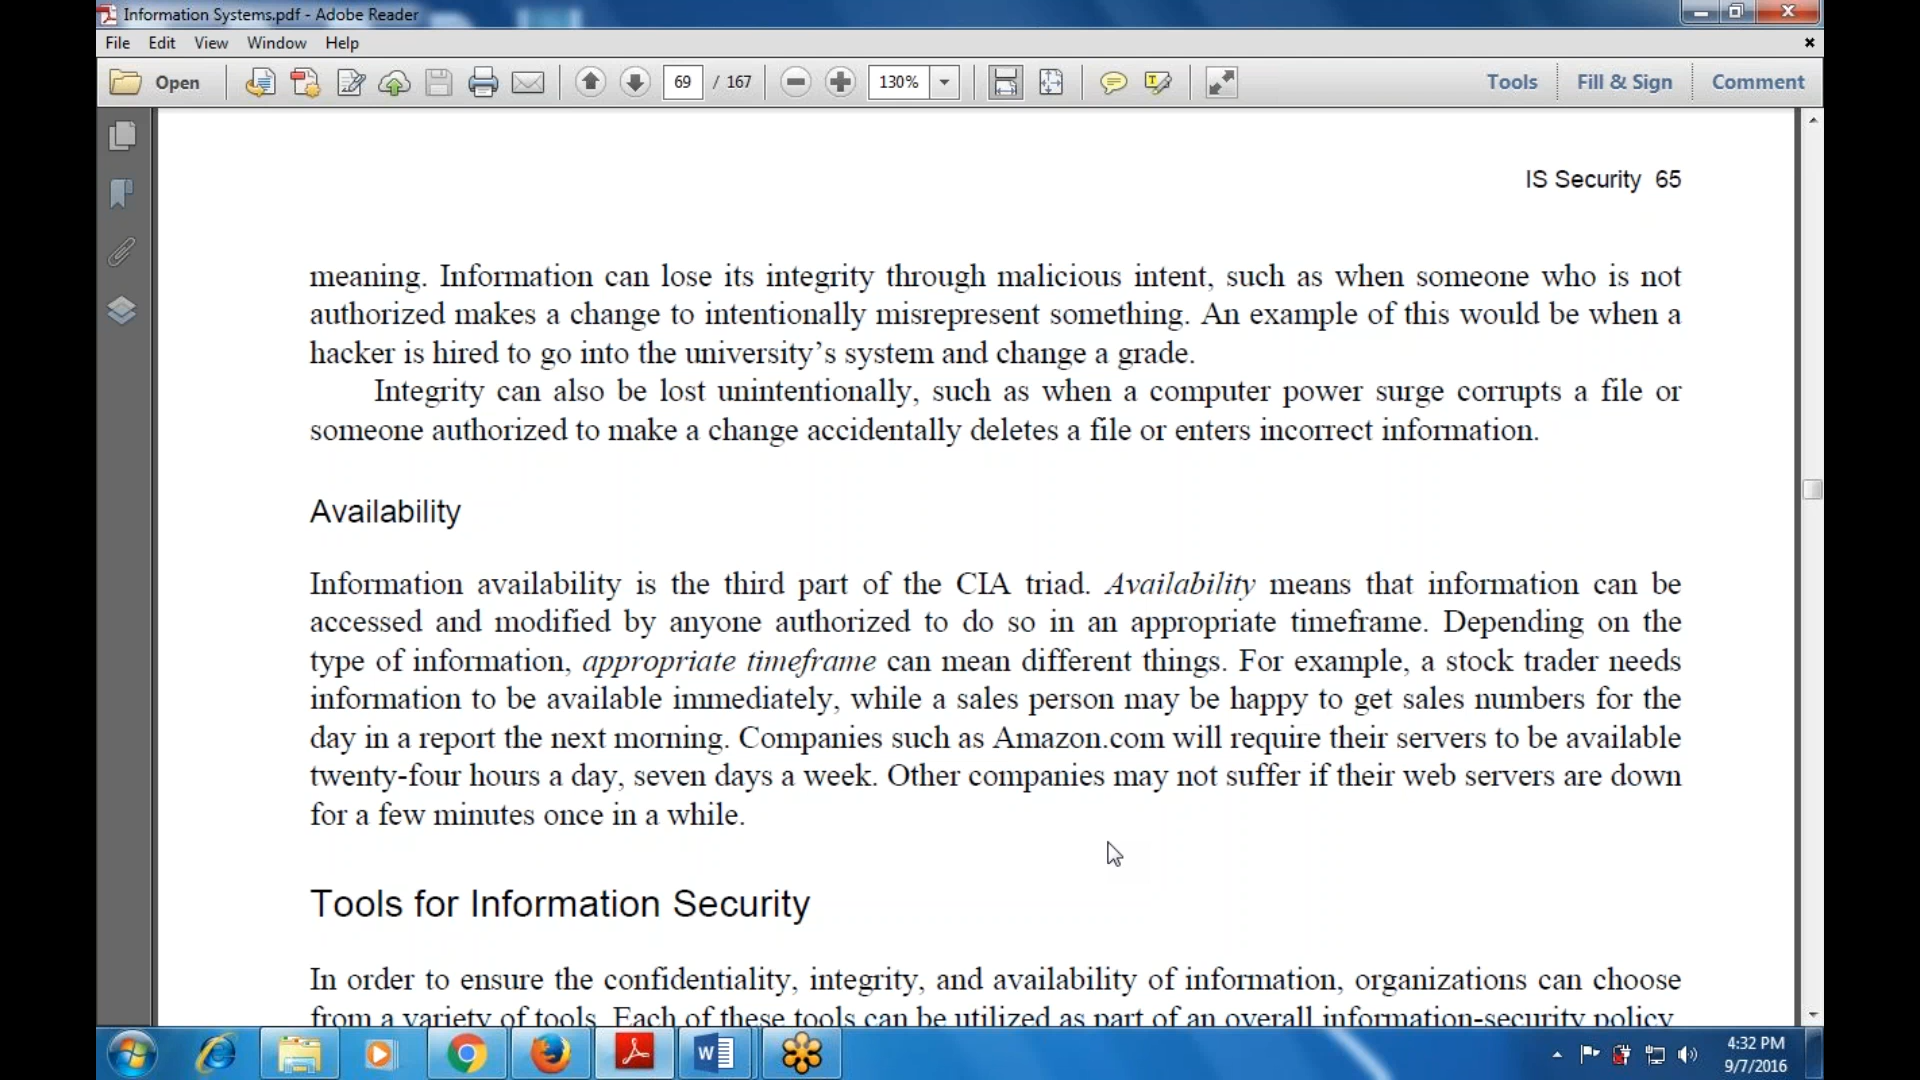 Information Systems.pdf - Adobe Reader
File Edit View Window Help
Open 69 / 167 130% Tools Fill & Sign Comment
IS Security 65
meaning. Information can lose its integrity through malicious intent, such as when someone who is not
authorized makes a change to intentionally misrepresent something. An example of this would be when a
hacker is hired to go into the university’s system and change a grade.
Integrity can also be lost unintentionally, such as when a computer power surge corrupts a file or
someone authorized to make a change accidentally deletes a file or enters incorrect information.
Availability
Information availability is the third part of the CIA triad. Availability means that information can be
accessed and modified by anyone authorized to do so in an appropriate timeframe. Depending on the
type of information, appropriate timeframe can mean different things. For example, a stock trader needs
information to be available immediately, while a sales person may be happy to get sales numbers for the
day in a report the next morning. Companies such as Amazon.com will require their servers to be available
twenty-four hours a day, seven days a week. Other companies may not suffer if their web servers are down
for a few minutes once in a while.
Tools for Information Security
In order to ensure the confidentiality, integrity, and availability of information, organizations can choose
from a variety of tools. Each of these tools can be utilized as part of an overall information-security policy,
4:32 PM
9/7/2016